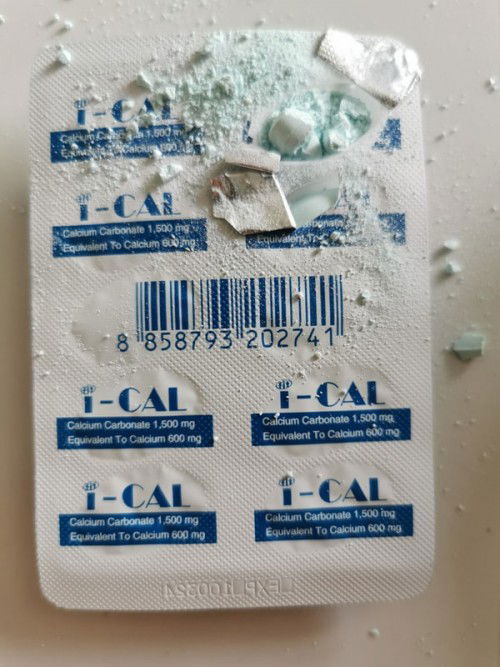 i-CAL
Calcium 1,500 m
Calcium 600
i-CAL
Calcium Carbonate 1,500 mg
Equivalent To Calcium 600 mg
Equivalent
8 858793 202741
i-CAL
Calcium Carbonate 1,500 mg
Equivalent To Calcium 600 mg
i-CAL
Calcium Carbonate 1,500 mg
Equivalent To Calcium 600 mg
i-CAL
Calcium Carbonate 1,500 mg
Equivalent To Calcium 600 mg
i-CAL
Calcium Carbonate 1,500 mg
Equivalent To Calcium 600 mg